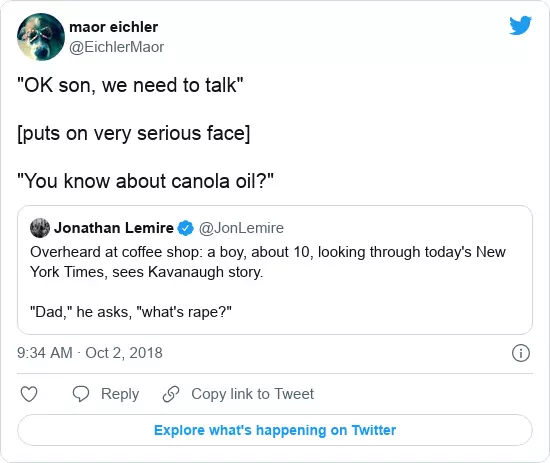 maor eichler
@EichlerMaor
"OK son, we need to talk"
[puts on very serious face]
"You know about canola oil?"
Jonathan Lemire @JonLemire
Overheard at coffee shop: a boy, about 10, looking through today's New
York Times, sees Kavanaugh story.
"Dad," he asks, "what's rape?"
9:34 AM · Oct 2, 2018
Reply
Copy link to Tweet
Explore what's happening on Twitter